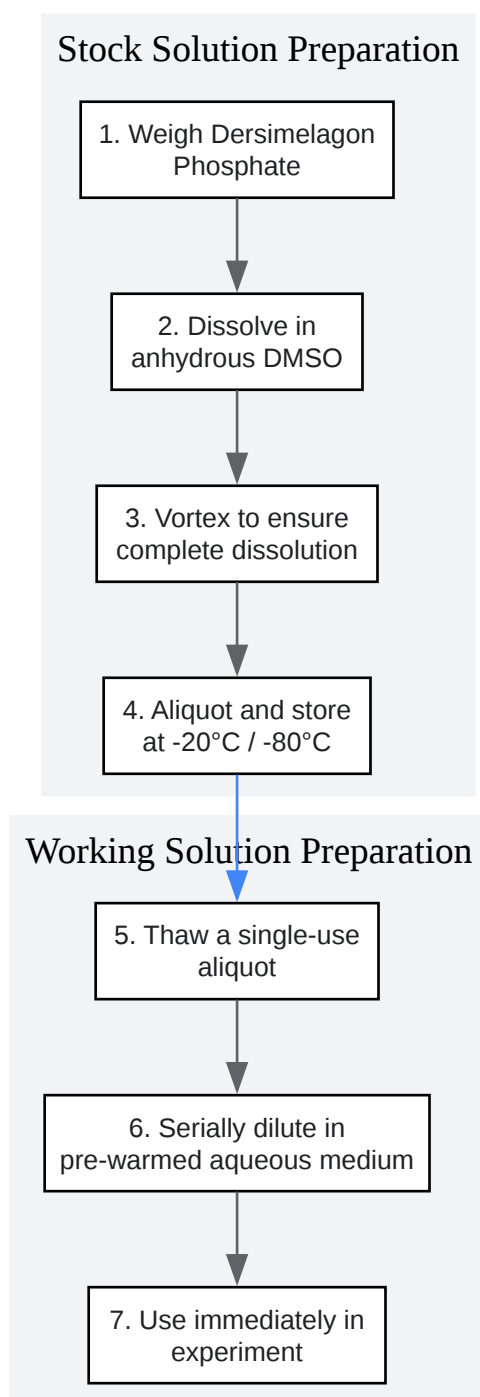 Stock Solution Preparation
1. Weigh Dersimelagon
Phosphate
2. Dissolve in
anhydrous DMSO
3. Vortex to ensure
complete dissolution
4. Aliquot and store
at -20°C / -80°C
Working Solution Preparation
5. Thaw a single-use
aliquot
6. Serially dilute in
pre-warmed aqueous medium
7. Use immediately in
experiment